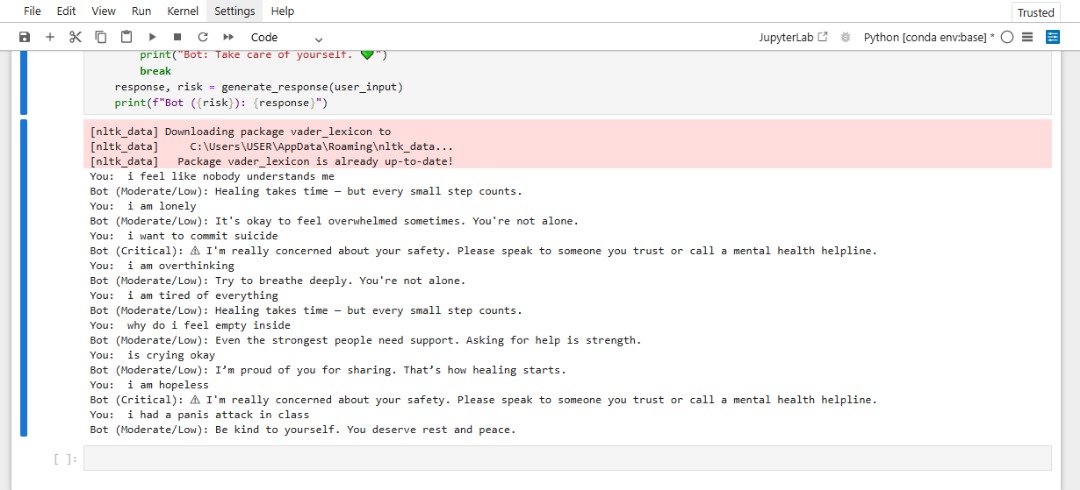 File Edit View Run Kernel Settings Help
Trusted
Code
JupyterLab
Python [conda env:base] *
print("Bot: Take care of yourself. 💚")
break
response, risk = generate_response(user_input)
print(f"Bot ({risk}): {response}")
[nltk_data] Downloading package vader_lexicon to
[nltk_data]     C:\Users\USER\AppData\Roaming\nltk_data...
[nltk_data]   Package vader_lexicon is already up-to-date!
You:  i feel like nobody understands me
Bot (Moderate/Low): Healing takes time — but every small step counts.
You:  i am lonely
Bot (Moderate/Low): It's okay to feel overwhelmed sometimes. You're not alone.
You:  i want to commit suicide
Bot (Critical): ⚠ I'm really concerned about your safety. Please speak to someone you trust or call a mental health helpline.
You:  i am overthinking
Bot (Moderate/Low): Try to breathe deeply. You're not alone.
You:  i am tired of everything
Bot (Moderate/Low): Healing takes time — but every small step counts.
You:  why do i feel empty inside
Bot (Moderate/Low): Even the strongest people need support. Asking for help is strength.
You:  is crying okay
Bot (Moderate/Low): I’m proud of you for sharing. That’s how healing starts.
You:  i am hopeless
Bot (Critical): ⚠ I'm really concerned about your safety. Please speak to someone you trust or call a mental health helpline.
You:  i had a panis attack in class
Bot (Moderate/Low): Be kind to yourself. You deserve rest and peace.
[ ]: